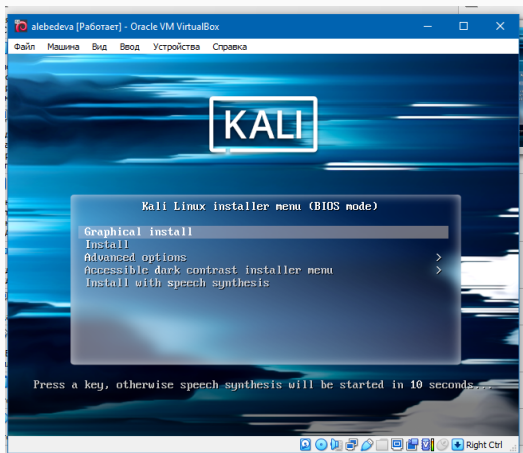 alebedeva [Работает] - Oracle VM VirtualBox
Файл Машина Вид Ввод Устройства Справка
KALI
Kali Linux installer menu (BIOS mode)
Graphical install
Install
Advanced options >
Accessible dark contrast installer menu >
Install with speech synthesis
Press a key, otherwise speech synthesis will be started in 10 seconds...
Right Ctrl